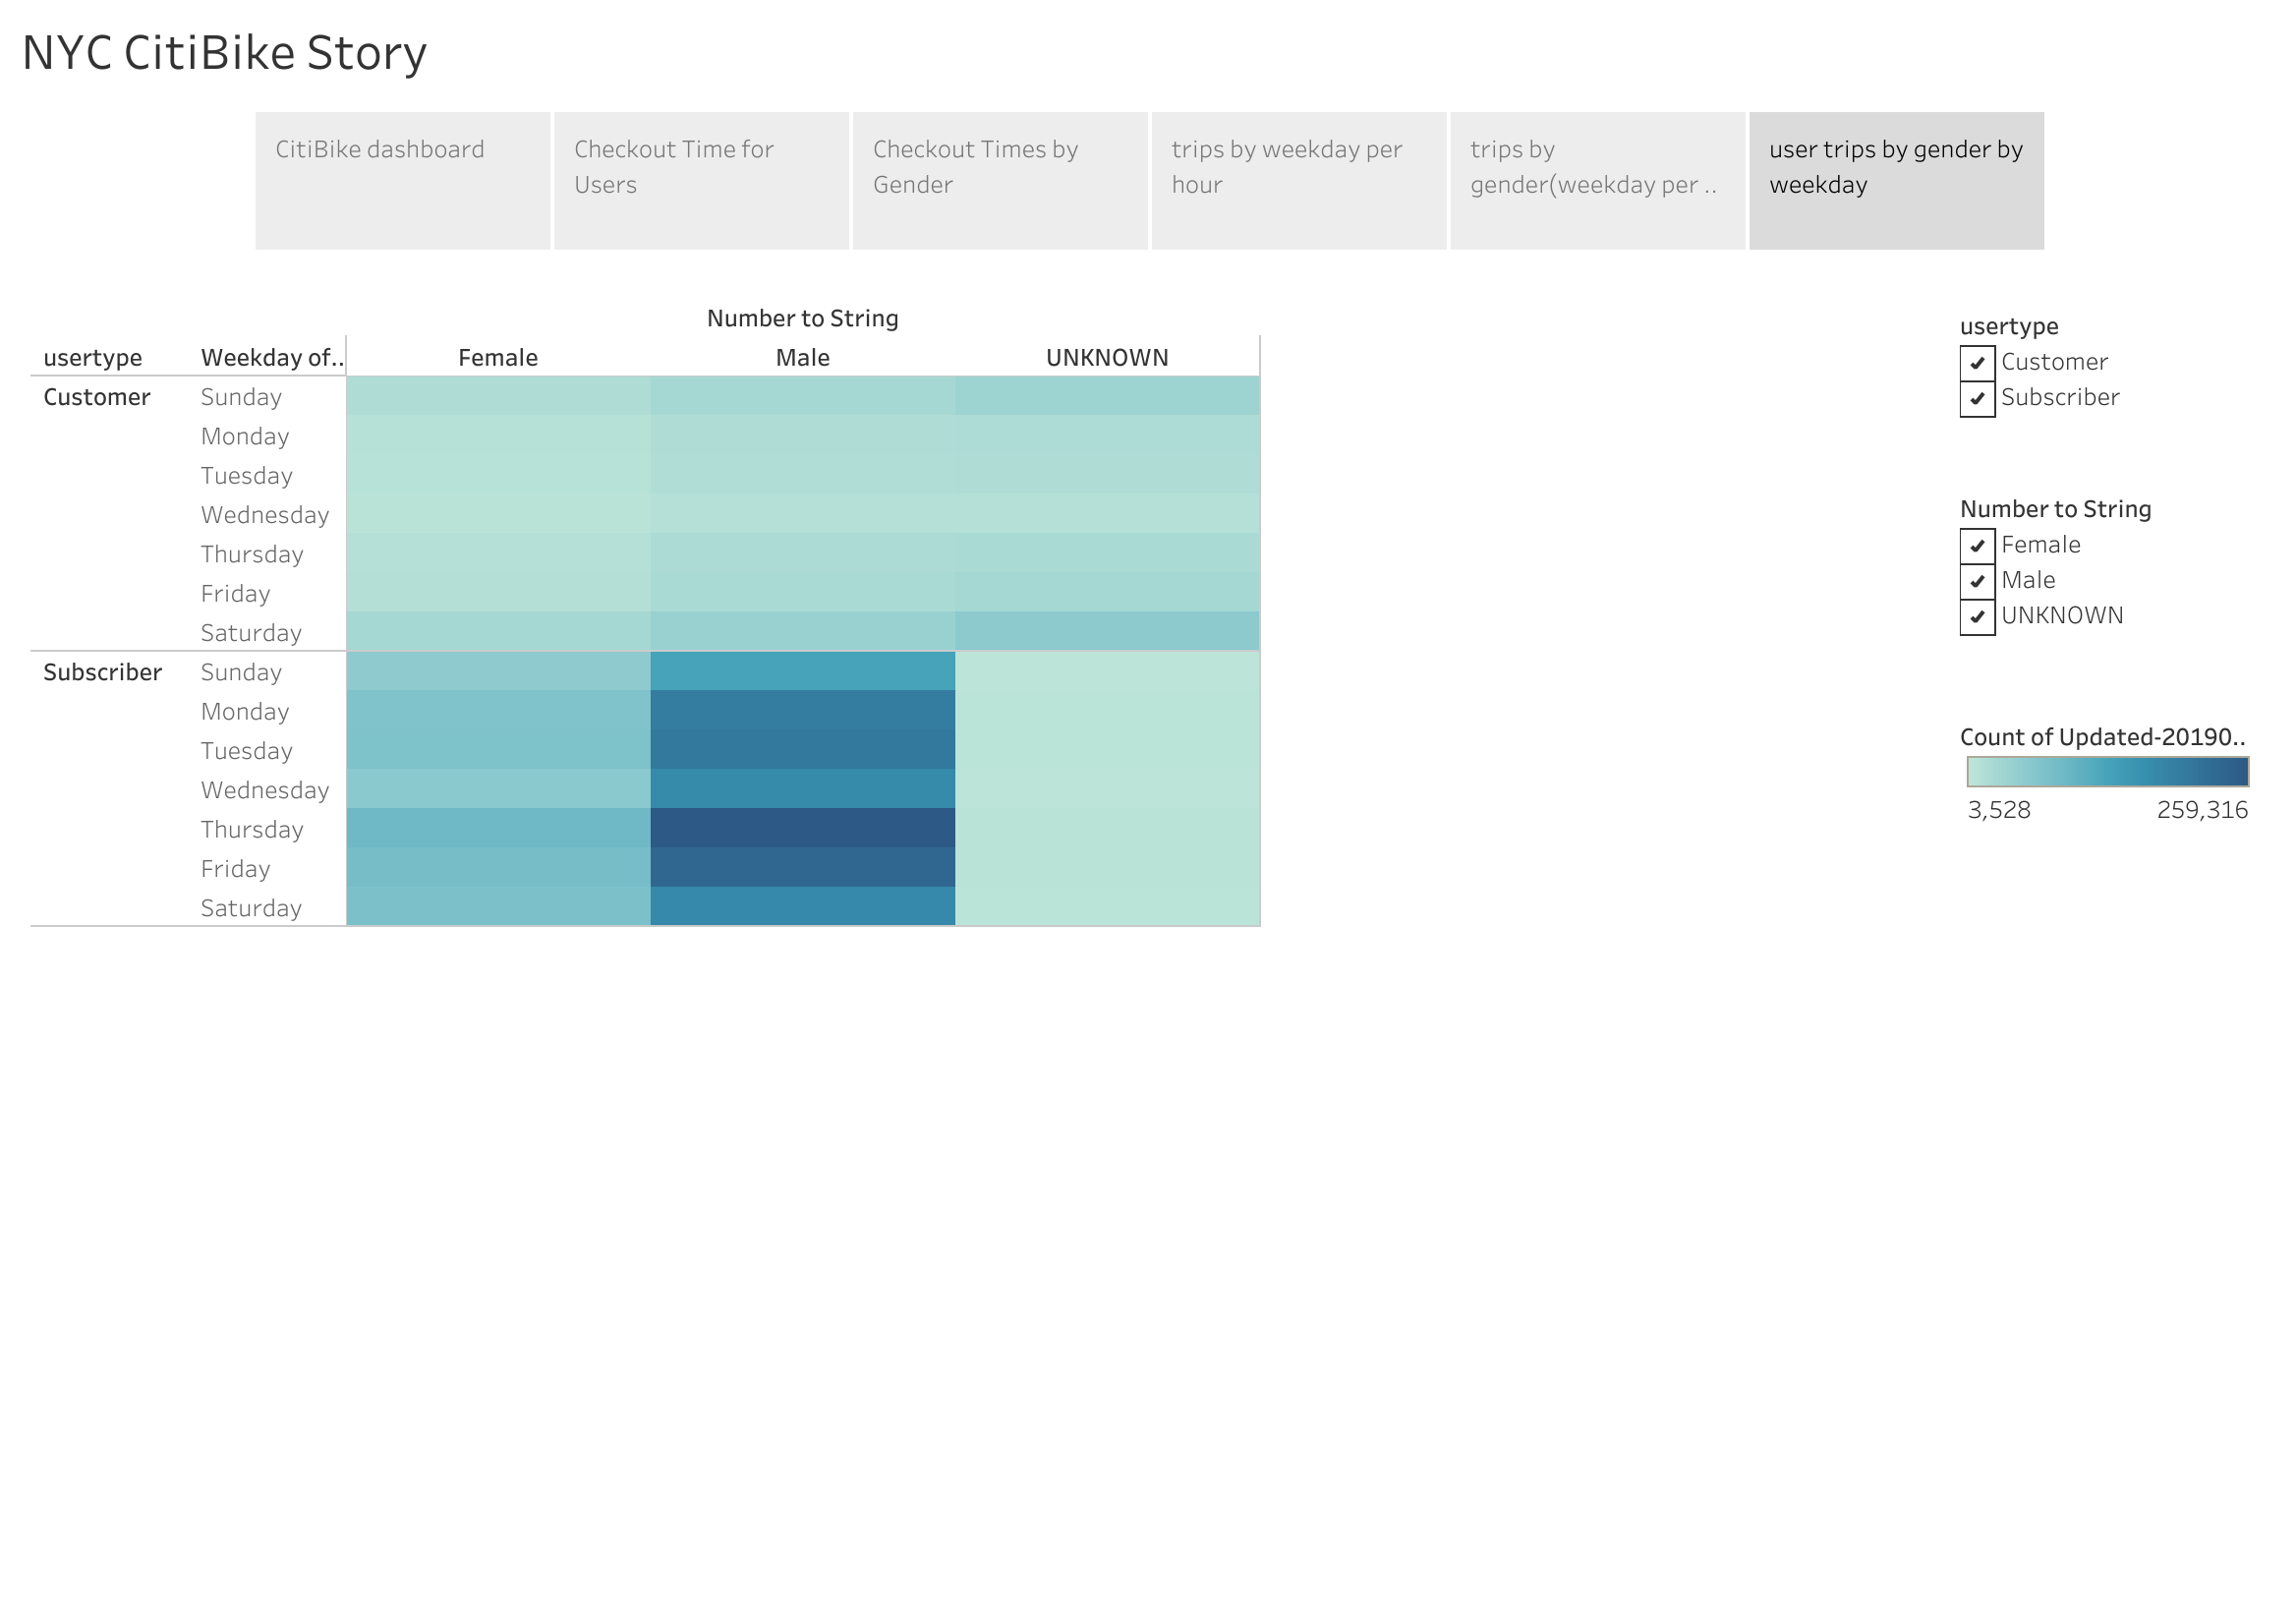 NYC CitiBike Story
CitiBike dashboard
Checkout Time for
Users
Checkout Times by
Gender
trips by weekday per
hour
trips by
gender(weekday per ..
user trips by gender by
weekday
Number to String
usertype Weekday of.. Female Male UNKNOWN
Customer Sunday
Monday
Tuesday
Wednesday
Thursday
Friday
Saturday
Subscriber Sunday
Monday
Tuesday
Wednesday
Thursday
Friday
Saturday
usertype
Customer
Subscriber
Number to String
Female
Male
UNKNOWN
Count of Updated-20190..
3,528 259,316